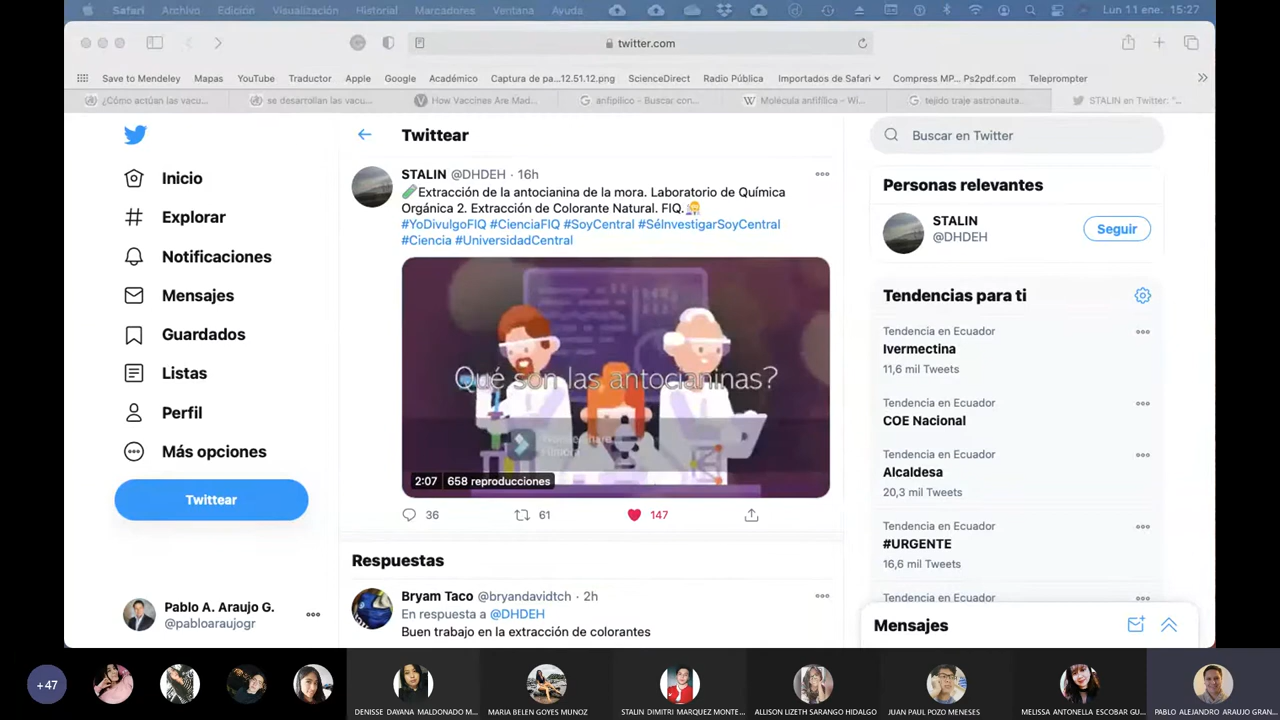 Safari Archivo Edición Visualización Historial Marcadores Ventana Ayuda Lun 11 ene. 15:27
twitter.com
Save to Mendeley Mapas YouTube Traductor Apple Google Académico Captura de pa...12.51.12.png ScienceDirect Radio Pública Importados de Safari Compress MP... Ps2pdf.com Teleprompter
¿Cómo actúan las vacu... se desarrollan las vacu... How Vaccines Are Mad... anfipilico - Buscar con... Molécula antifílica - Wi... tejido traje astronauta... STALIN en Twitter: "...
Twittear
Buscar en Twitter
Inicio
Explorar
Notificaciones
Mensajes
Guardados
Listas
Perfil
Más opciones
Twittear
Pablo A. Araujo G.
@pabloaraujogr
STALIN @DHDEH · 16h
Extracción de la antocianina de la mora. Laboratorio de Química
Orgánica 2. Extracción de Colorante Natural. FIQ.
#YoDivulgoFIQ #CienciaFIQ #SoyCentral #SéInvestigarSoyCentral
#Ciencia #UniversidadCentral
Qué son las antocianinas?
2:07 658 reproducciones
36 61 147
Respuestas
Bryam Taco @bryandavidtch · 2h
En respuesta a @DHDEH
Buen trabajo en la extracción de colorantes
Personas relevantes
STALIN
@DHDEH
Seguir
Tendencias para ti
Tendencia en Ecuador
Ivermectina
11,6 mil Tweets
Tendencia en Ecuador
COE Nacional
Tendencia en Ecuador
Alcaldesa
20,3 mil Tweets
Tendencia en Ecuador
#URGENTE
16,6 mil Tweets
Tendencia en Ecuador
Mensajes
+47
DENISSE DAYANA MALDONADO M...
MARIA BELEN GOYES MUNOZ
STALIN DIMITRI MARQUEZ MONTE...
ALLISON LIZETH SARANGO HIDALGO
JUAN PAUL POZO MENESES
MELISSA ANTONELLA ESCOBAR GU...
PABLO ALEJANDRO ARAUJO GRAN...